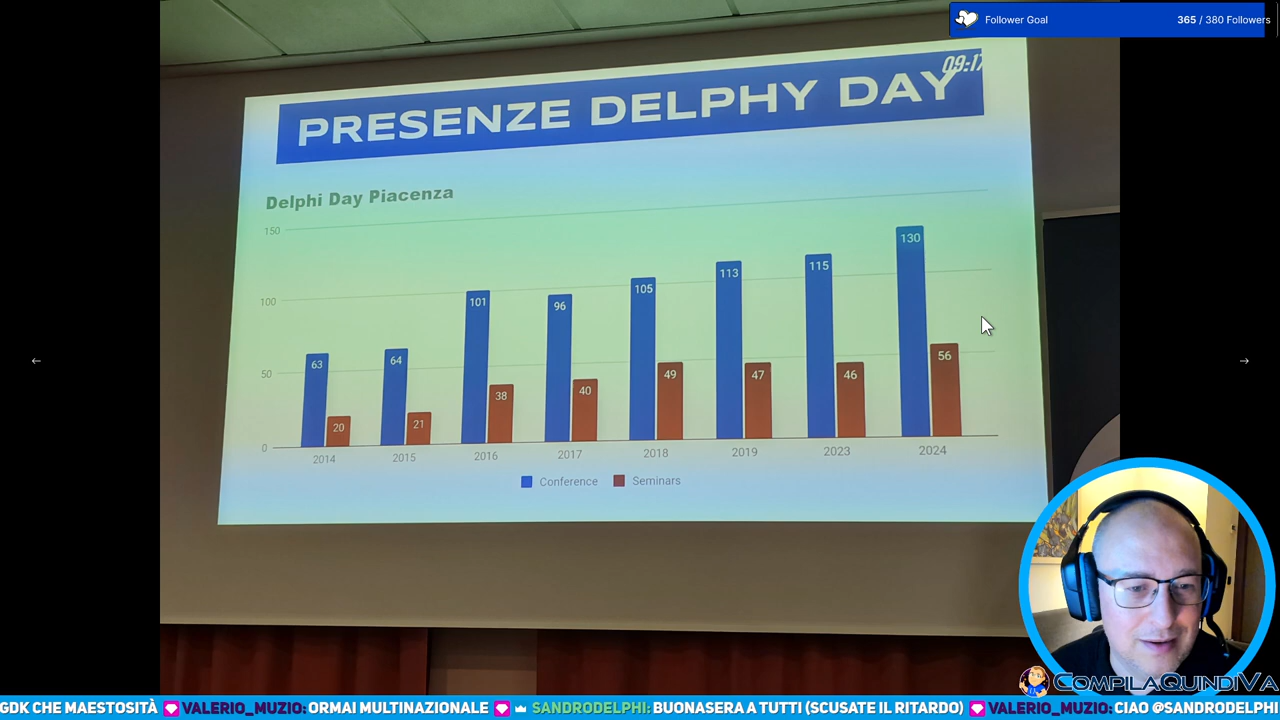 Follower Goal 365 / 380 Followers
09:17
PRESENZE DELPHY DAY
Delphi Day Piacenza
150
100
50
0
63 20 64 21 101 38 96 40 105 49 113 47 115 46 130 56
2014 2015 2016 2017 2018 2019 2023 2024
Conference Seminars
COMPILAQUINDIVA
GDK CHE MAESTOSITÀ VALERIO_MUZIO: ORMAI MULTINAZIONALE SANDRODELPHI: BUONASERA A TUTTI (SCUSATE IL RITARDO) VALERIO_MUZIO: CIAO @SANDRODELPHI